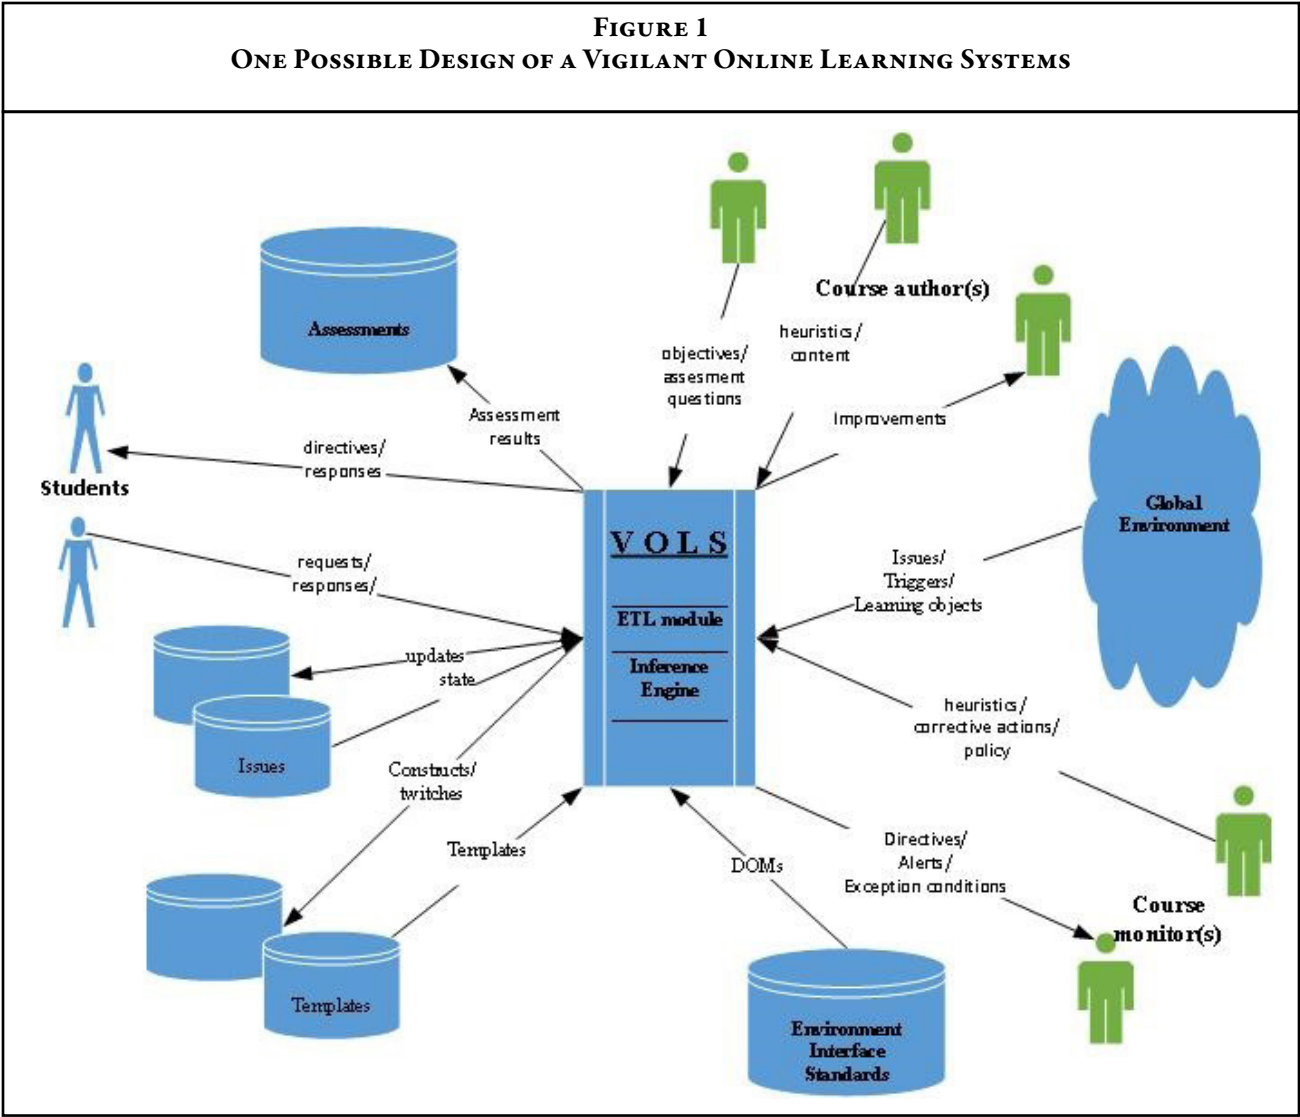 Figure 1
One Possible Design of a Vigilant Online Learning Systems
Course author(s)
Assessments
heuristics/
content
objectives/
assesment
questions
Improvements
Assessment
results
directives/
responses
Students
Global
Environment
V O L S
ETL module
Inference
Engine
requests/
responses/
Issues/
Triggers/
Learning objects
updates
state
Issues
heuristics/
corrective actions/
policy
Constructs/
twitches
Templates
DOMs
Directives/
Alerts/
Exception conditions
Course
monitor(s)
Templates
Environment
Interface
Standards